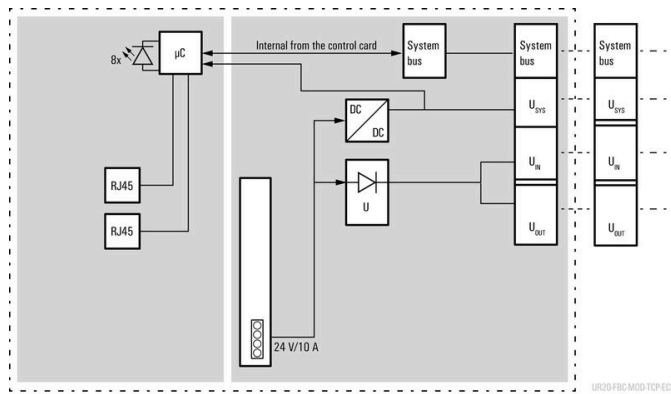 8x
µC
Internal from the control card
System
bus
System
bus
System
bus
DC
DC
U
SYS
U
SYS
U
IN
U
IN
RJ45
RJ45
U
U
OUT
U
OUT
24 V/10 A
UR20-FBC-MOD-TCP-EC